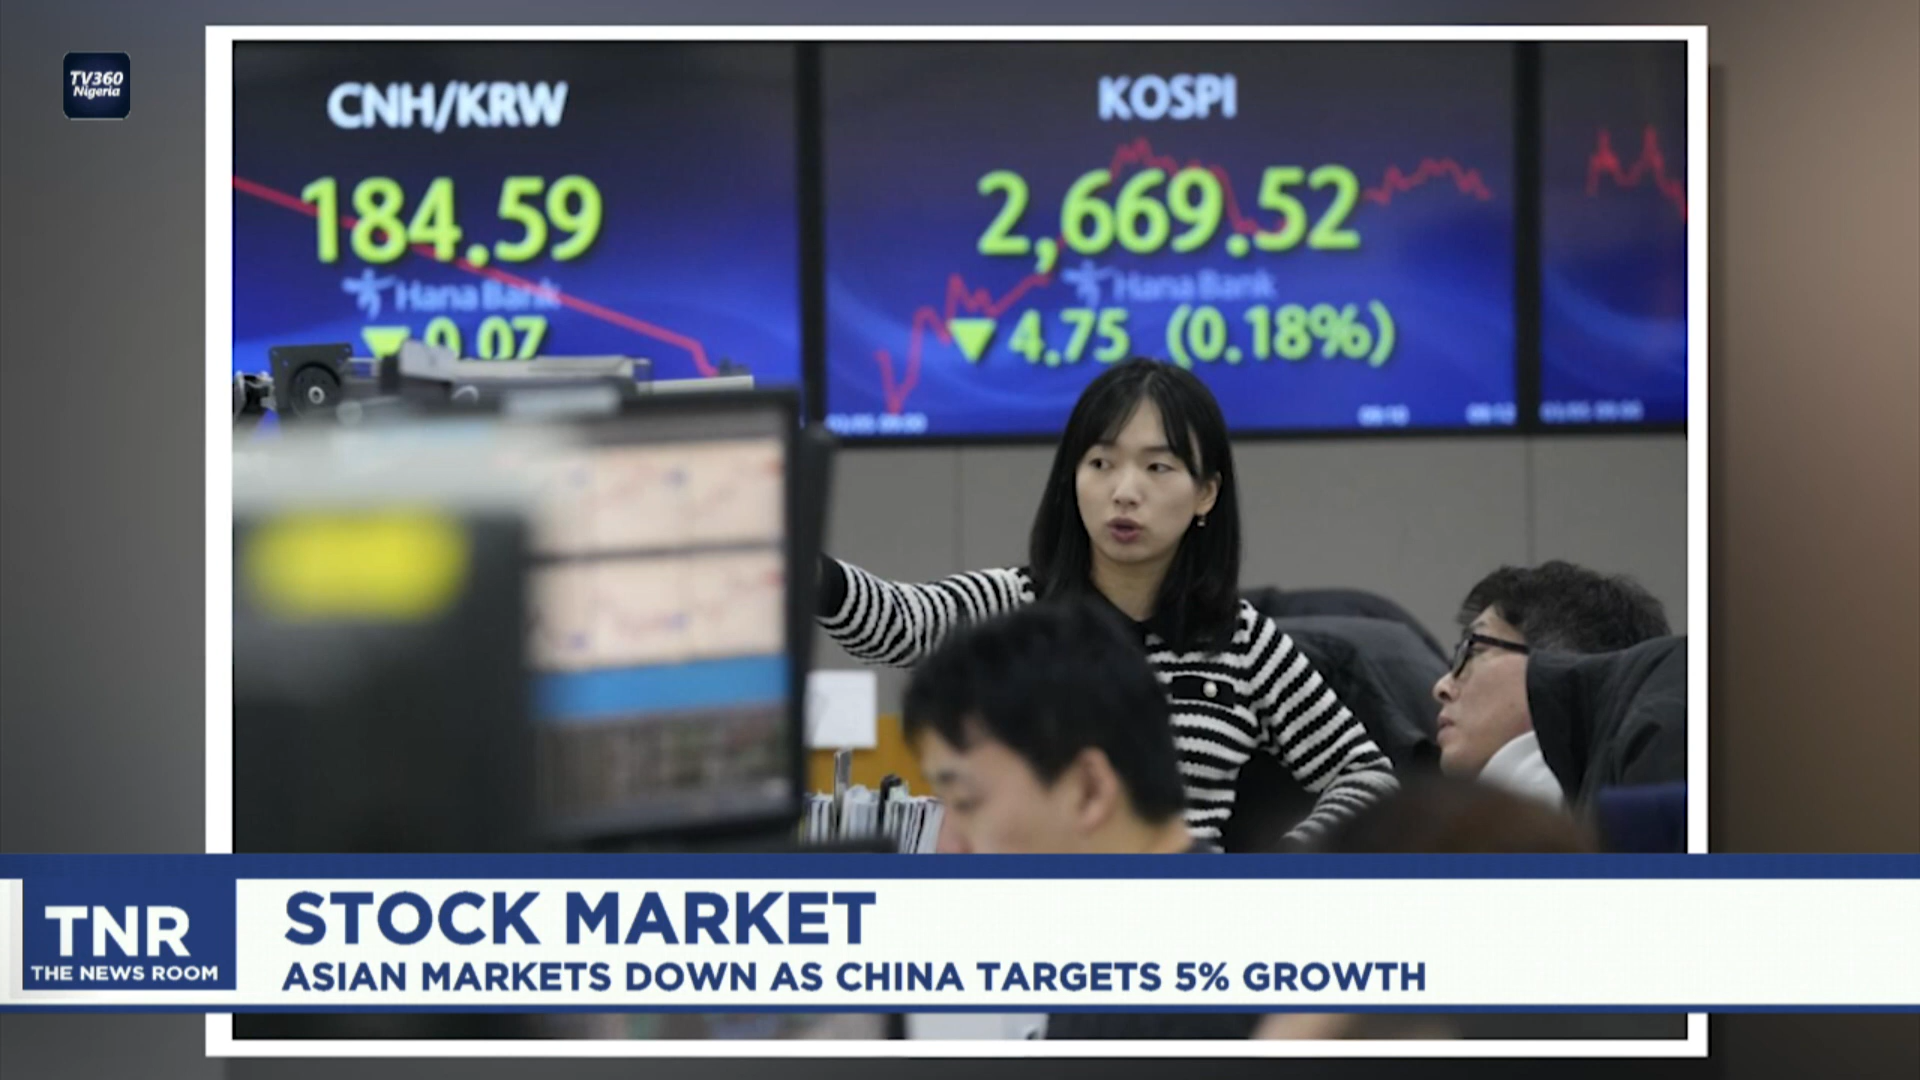 TV360
Nigeria
CNH/KRW
184.59
Hana Bank
▼ 0.07
KOSPI
2,669.52
Hana Bank
▼ 4.75 (0.18%)
TNR
THE NEWS ROOM
STOCK MARKET
ASIAN MARKETS DOWN AS CHINA TARGETS 5% GROWTH